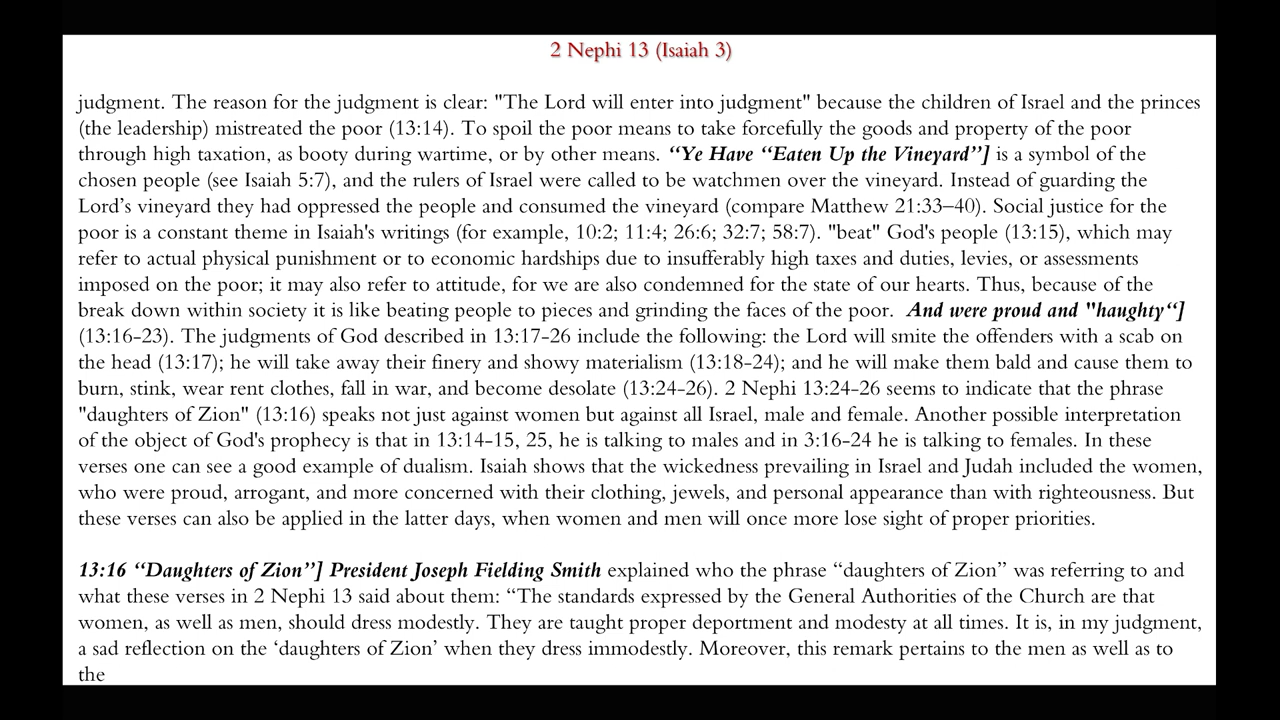 2 Nephi 13 (Isaiah 3)
judgment. The reason for the judgment is clear: "The Lord will enter into judgment" because the children of Israel and the princes
(the leadership) mistreated the poor (13:14). To spoil the poor means to take forcefully the goods and property of the poor
through high taxation, as booty during wartime, or by other means. “Ye Have “Eaten Up the Vineyard”] is a symbol of the
chosen people (see Isaiah 5:7), and the rulers of Israel were called to be watchmen over the vineyard. Instead of guarding the
Lord’s vineyard they had oppressed the people and consumed the vineyard (compare Matthew 21:33–40). Social justice for the
poor is a constant theme in Isaiah's writings (for example, 10:2; 11:4; 26:6; 32:7; 58:7). "beat" God's people (13:15), which may
refer to actual physical punishment or to economic hardships due to insufferably high taxes and duties, levies, or assessments
imposed on the poor; it may also refer to attitude, for we are also condemned for the state of our hearts. Thus, because of the
break down within society it is like beating people to pieces and grinding the faces of the poor.  And were proud and "haughty“]
(13:16-23). The judgments of God described in 13:17-26 include the following: the Lord will smite the offenders with a scab on
the head (13:17); he will take away their finery and showy materialism (13:18-24); and he will make them bald and cause them to
burn, stink, wear rent clothes, fall in war, and become desolate (13:24-26). 2 Nephi 13:24-26 seems to indicate that the phrase
"daughters of Zion" (13:16) speaks not just against women but against all Israel, male and female. Another possible interpretation
of the object of God's prophecy is that in 13:14-15, 25, he is talking to males and in 3:16-24 he is talking to females. In these
verses one can see a good example of dualism. Isaiah shows that the wickedness prevailing in Israel and Judah included the women,
who were proud, arrogant, and more concerned with their clothing, jewels, and personal appearance than with righteousness. But
these verses can also be applied in the latter days, when women and men will once more lose sight of proper priorities.
13:16 “Daughters of Zion”] President Joseph Fielding Smith explained who the phrase “daughters of Zion” was referring to and
what these verses in 2 Nephi 13 said about them: “The standards expressed by the General Authorities of the Church are that
women, as well as men, should dress modestly. They are taught proper deportment and modesty at all times. It is, in my judgment,
a sad reflection on the ‘daughters of Zion’ when they dress immodestly. Moreover, this remark pertains to the men as well as to
the